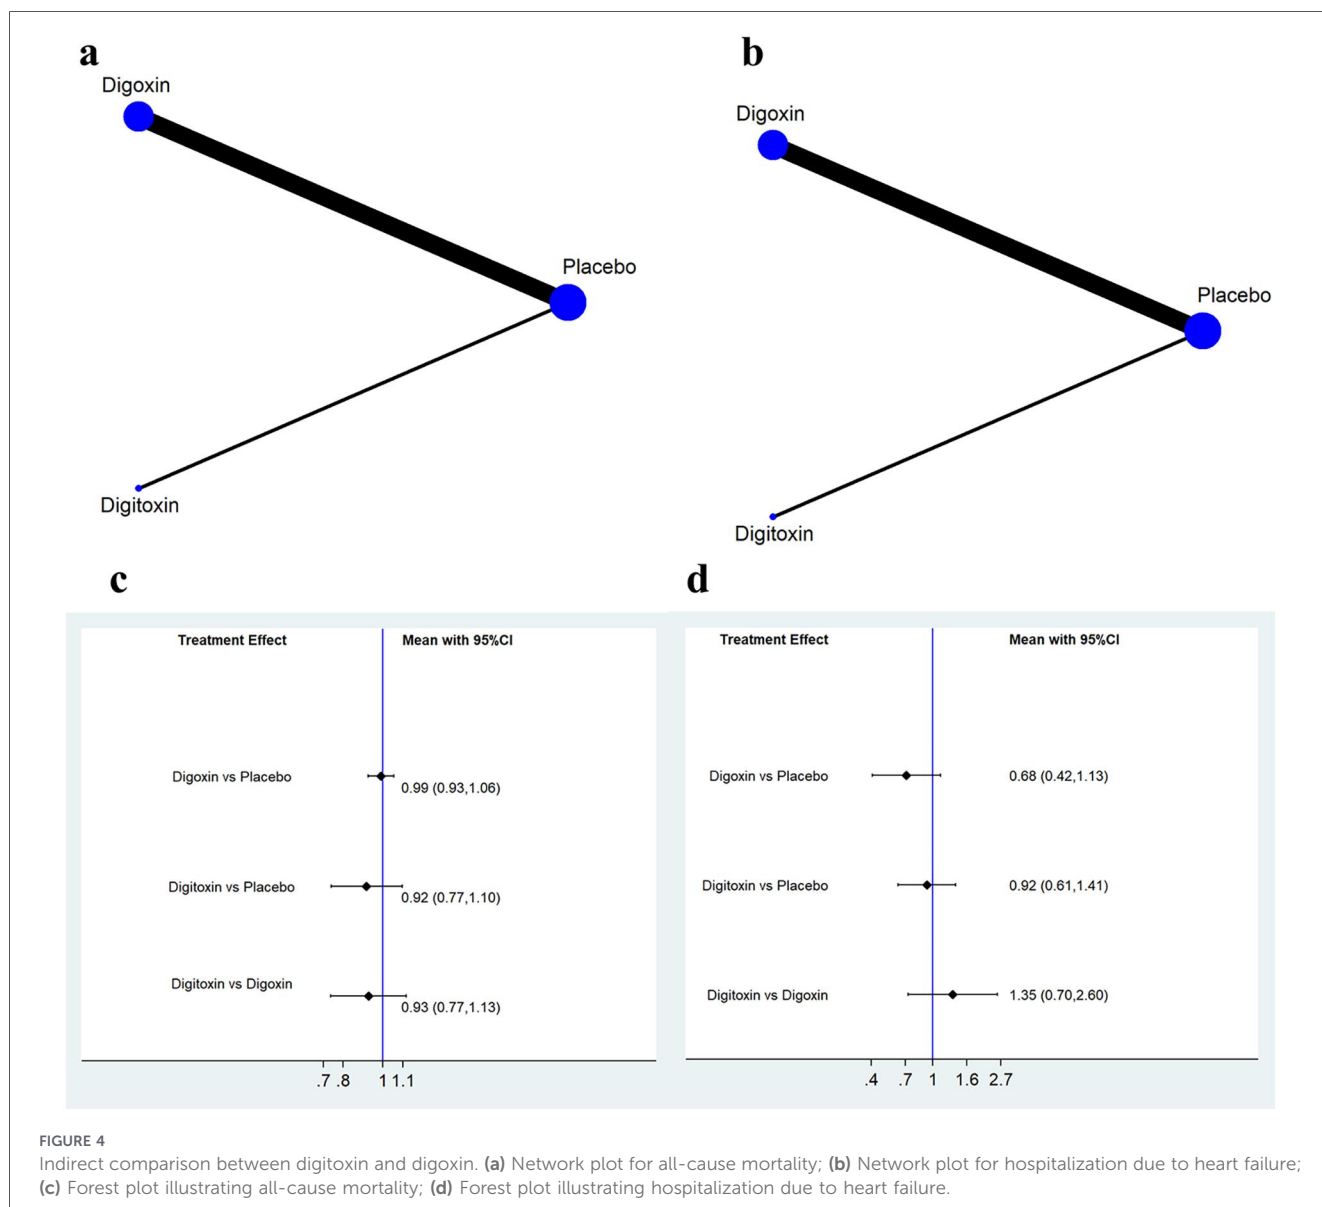 a
Digoxin
Placebo
Digitoxin
b
Digoxin
Placebo
Digitoxin
c
Treatment Effect Mean with 95%CI
Digoxin vs Placebo 0.99 (0.93,1.06)
Digitoxin vs Placebo 0.92 (0.77,1.10)
Digitoxin vs Digoxin 0.93 (0.77,1.13)
.7 .8 1 1.1
d
Treatment Effect Mean with 95%CI
Digoxin vs Placebo 0.68 (0.42,1.13)
Digitoxin vs Placebo 0.92 (0.61,1.41)
Digitoxin vs Digoxin 1.35 (0.70,2.60)
.4 .7 1 1.6 2.7
FIGURE 4
Indirect comparison between digitoxin and digoxin. (a) Network plot for all-cause mortality; (b) Network plot for hospitalization due to heart failure;
(c) Forest plot illustrating all-cause mortality; (d) Forest plot illustrating hospitalization due to heart failure.